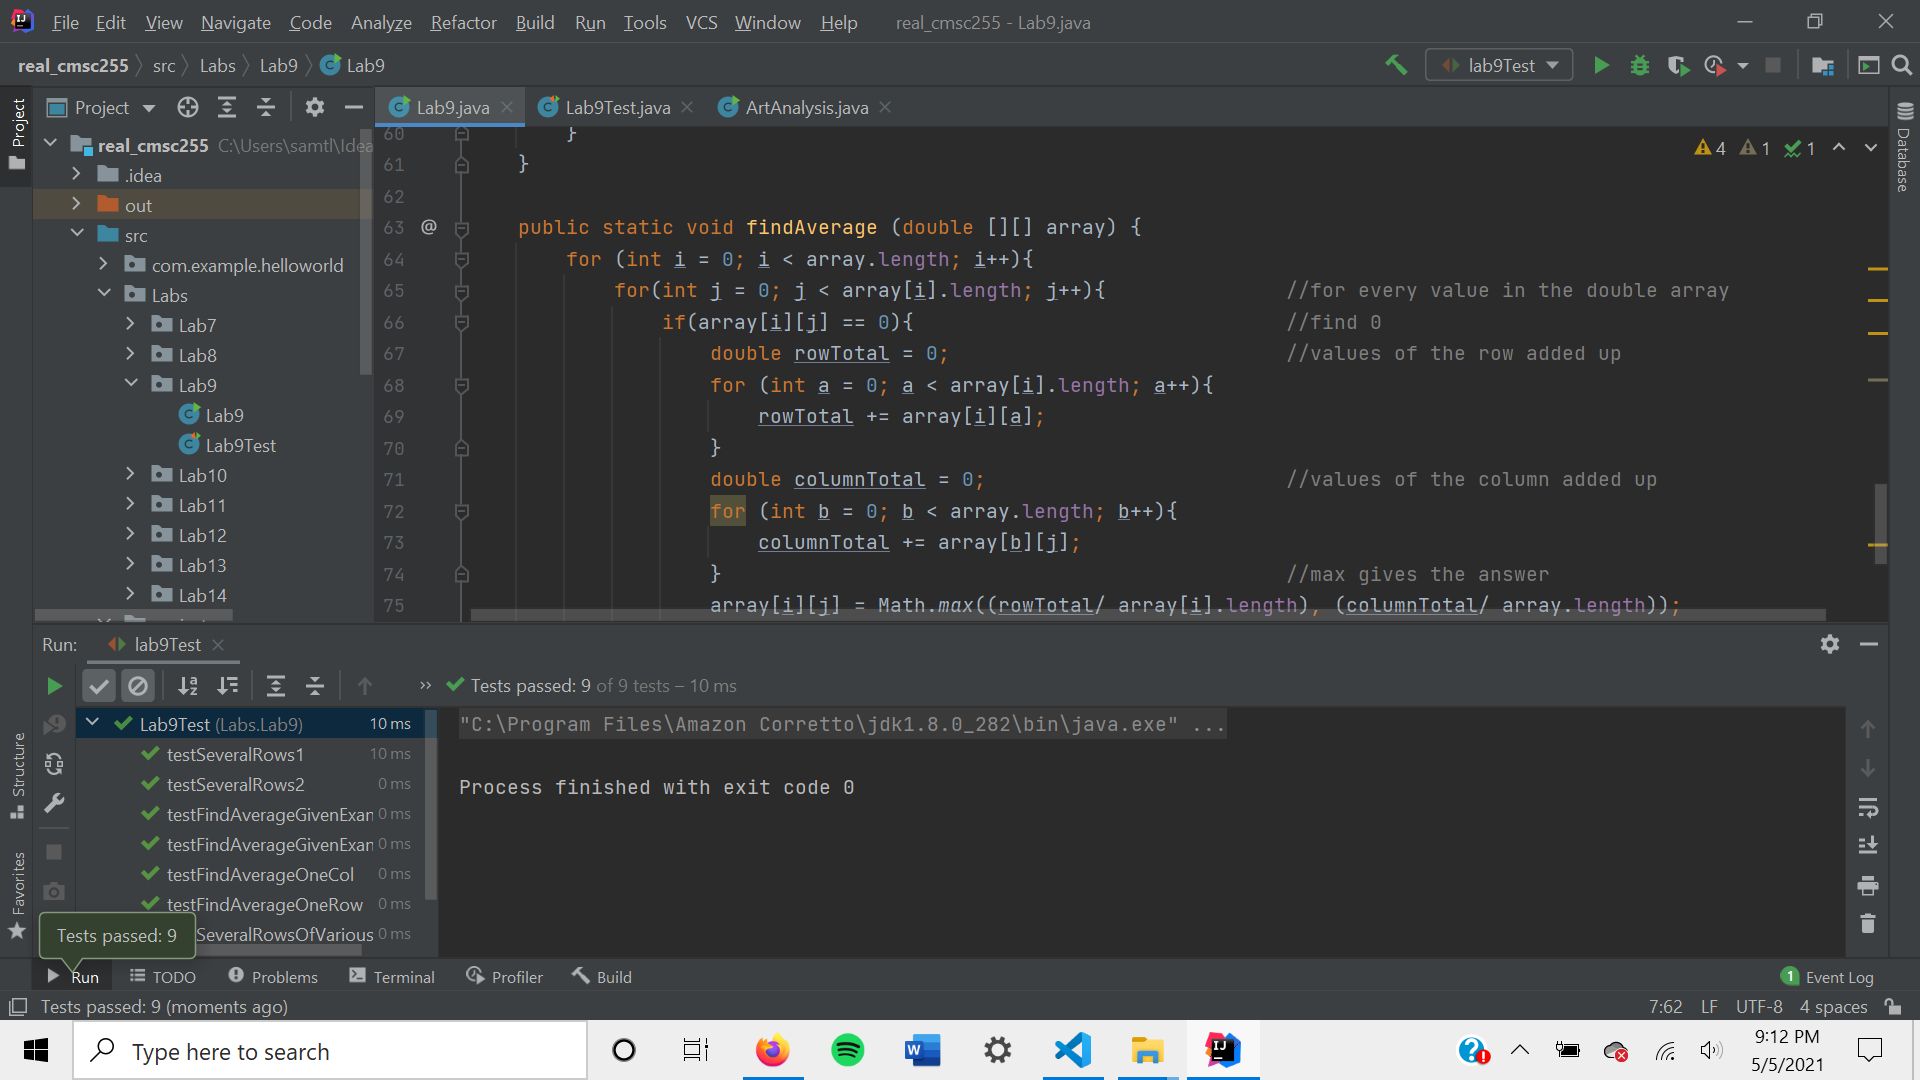 File Edit View Navigate Code Analyze Refactor Build Run Tools VCS Window Help real_cmsc255 - Lab9.java
real_cmsc255 src Labs Lab9 Lab9
lab9Test
Project
Project
Lab9.java Lab9Test.java ArtAnalysis.java
Database
real_cmsc255 C:\Users\samtl\Idea
.idea
out
src
com.example.helloworld
Labs
Lab7
Lab8
Lab9
Lab9
Lab9Test
Lab10
Lab11
Lab12
Lab13
Lab14
4 1 1
60 }
61 }
62
63 @ public static void findAverage (double [][] array) {
64 for (int i = 0; i < array.length; i++){
65 for(int j = 0; j < array[i].length; j++){ //for every value in the double array
66 if(array[i][j] == 0){ //find 0
67 double rowTotal = 0; //values of the row added up
68 for (int a = 0; a < array[i].length; a++){
69 rowTotal += array[i][a];
70 }
71 double columnTotal = 0; //values of the column added up
72 for (int b = 0; b < array.length; b++){
73 columnTotal += array[b][j];
74 } //max gives the answer
75 array[i][j] = Math.max((rowTotal/ array[i].length), (columnTotal/ array.length));
Run: lab9Test
Tests passed: 9 of 9 tests – 10 ms
Lab9Test (Labs.Lab9) 10 ms
testSeveralRows1 10 ms
testSeveralRows2 0 ms
testFindAverageGivenExan 0 ms
testFindAverageGivenExan 0 ms
testFindAverageOneCol 0 ms
testFindAverageOneRow 0 ms
SeveralRowsOfVarious 0 ms
"C:\Program Files\Amazon Corretto\jdk1.8.0_282\bin\java.exe" ...
Process finished with exit code 0
Structure
Favorites
Tests passed: 9
Run TODO Problems Terminal Profiler Build
1 Event Log
Tests passed: 9 (moments ago)
7:62 LF UTF-8 4 spaces
Type here to search
9:12 PM
5/5/2021